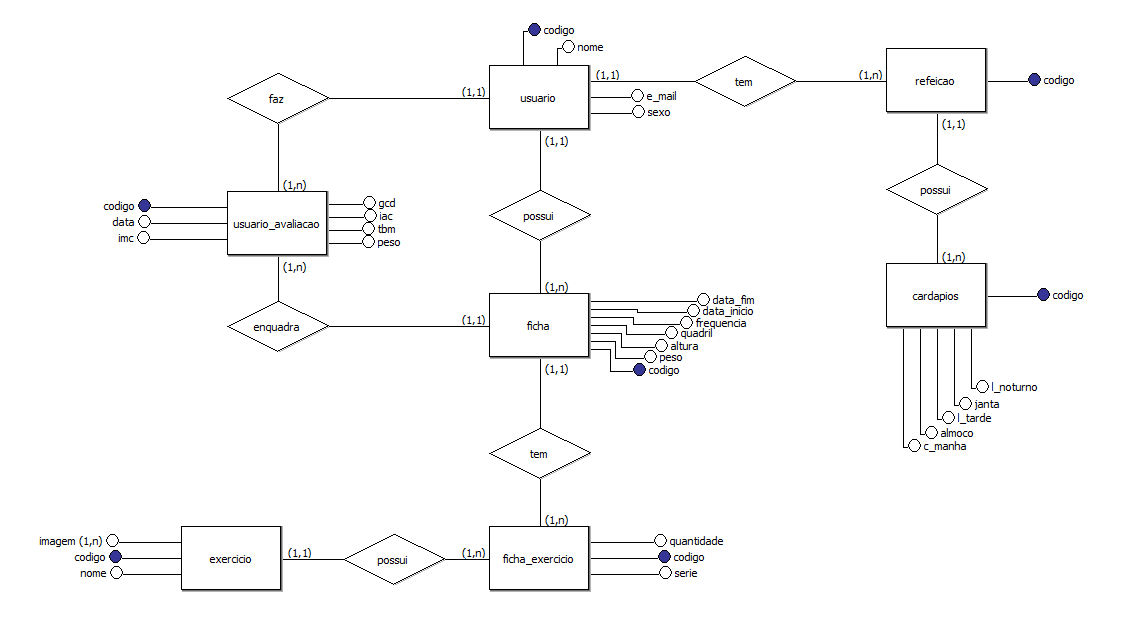 codigo
nome
usuario
(1,1)
e_mail
sexo
(1,1)
(1,1)
tem
(1,n)
refeicao
codigo
(1,1)
faz
(1,n)
codigo
data
imc
usuario_avaliacao
gcd
iac
tbm
peso
(1,n)
possui
(1,n)
possui
(1,n)
cardapios
codigo
l_noturno
janta
l_tarde
almoco
c_manha
enquadra
(1,1)
ficha
data_fim
data_inicio
frequencia
quadril
altura
peso
codigo
(1,1)
tem
(1,n)
imagem (1,n)
codigo
nome
exercicio
(1,1)
possui
(1,n)
ficha_exercicio
quantidade
codigo
serie